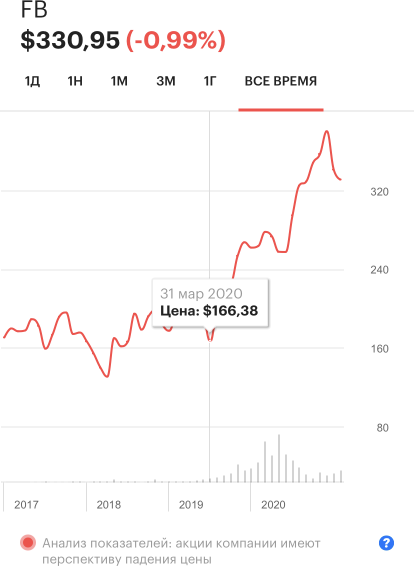 FB
$330,95 (-0,99%)
1Д 1Н 1М 3М 1Г ВСЕ ВРЕМЯ
320
240
31 мар 2020
Цена: $166,38
160
80
2017 2018 2019 2020
Анализ показателей: акции компании имеют
перспективу падения цены
?